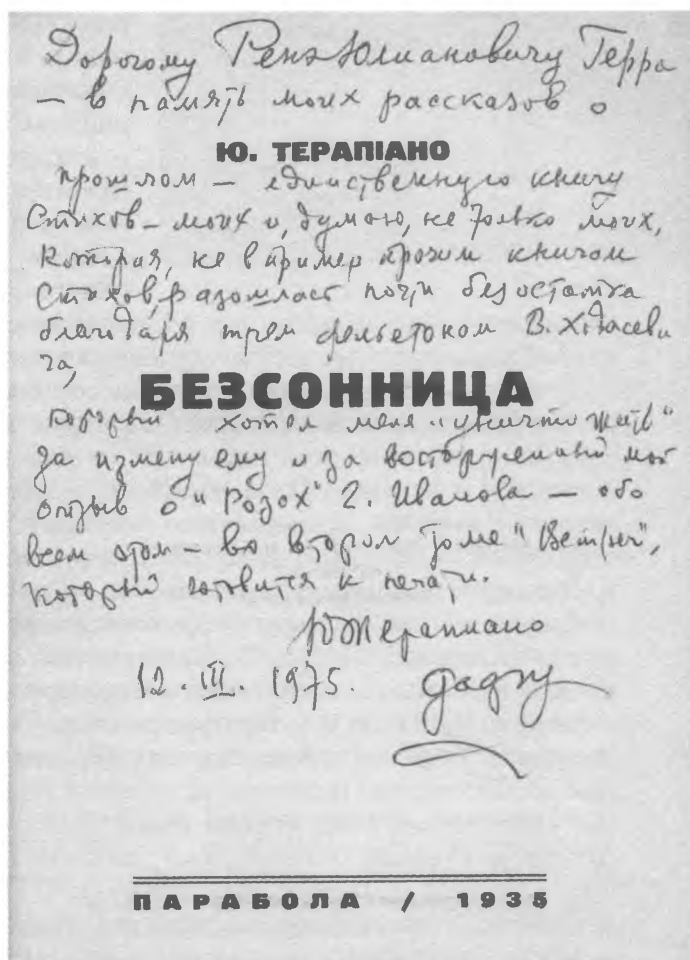 Дорогому Ренэ Юлиановичу Герра
— в память моих рассказов о
Ю. ТЕРАПІАНО
прошлом — единственную книгу
Стихов — моих и, думаю, не только моих,
Которая, не в пример прочим книгам
Стихов, разошлась почти без остатка
благодаря трем фельетонам В. Ходасеви
ча,
БЕЗСОННИЦА
который хотел меня "уничтожить"
за измену ему и за восторженный мой
отзыв о "Розах" Г. Иванова — обо
всем этом — во втором томе "Встреч",
который готовится к печати.
Ю Терапиано
12. III. 1975.
ПАРАБОЛА / 1935